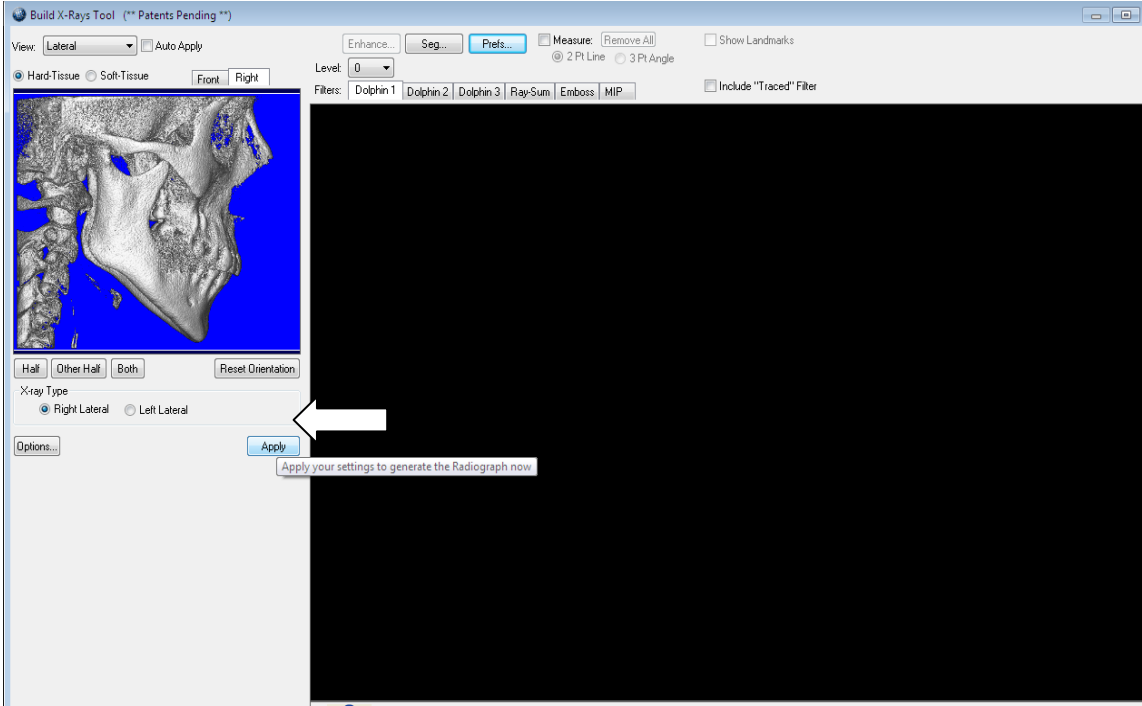 Build X-Rays Tool (** Patents Pending **)
View: Lateral Auto Apply
Hard-Tissue Soft-Tissue Front Right
Half Other Half Both Reset Orientation
X-ray Type
Right Lateral Left Lateral
Options... Apply
Apply your settings to generate the Radiograph now
Enhance... Seg... Prefs... Measure: Remove All Show Landmarks
2 Pt Line 3 Pt Angle
Level: 0
Filters: Dolphin 1 Dolphin 2 Dolphin 3 Ray-Sum Emboss MIP Include "Traced" Filter